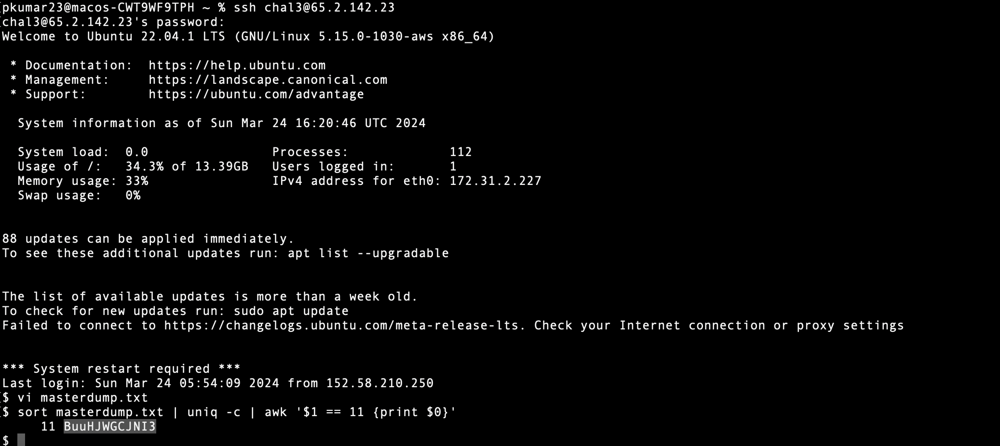 pkumar23@macos-CWT9WF9TPH ~ % ssh chal3@65.2.142.23
chal3@65.2.142.23's password:
Welcome to Ubuntu 22.04.1 LTS (GNU/Linux 5.15.0-1030-aws x86_64)
* Documentation:  https://help.ubuntu.com
* Management:     https://landscape.canonical.com
* Support:        https://ubuntu.com/advantage
System information as of Sun Mar 24 16:20:46 UTC 2024
System load:  0.0                Processes:             112
Usage of /:   34.3% of 13.39GB   Users logged in:       1
Memory usage: 33%                IPv4 address for eth0: 172.31.2.227
Swap usage:   0%
88 updates can be applied immediately.
To see these additional updates run: apt list --upgradable
The list of available updates is more than a week old.
To check for new updates run: sudo apt update
Failed to connect to https://changelogs.ubuntu.com/meta-release-lts. Check your Internet connection or proxy settings
*** System restart required ***
Last login: Sun Mar 24 05:54:09 2024 from 152.58.210.250
$ vi masterdump.txt
$ sort masterdump.txt | uniq -c | awk '$1 == 11 {print $0}'
11 BuuHJWGCJNI3
$